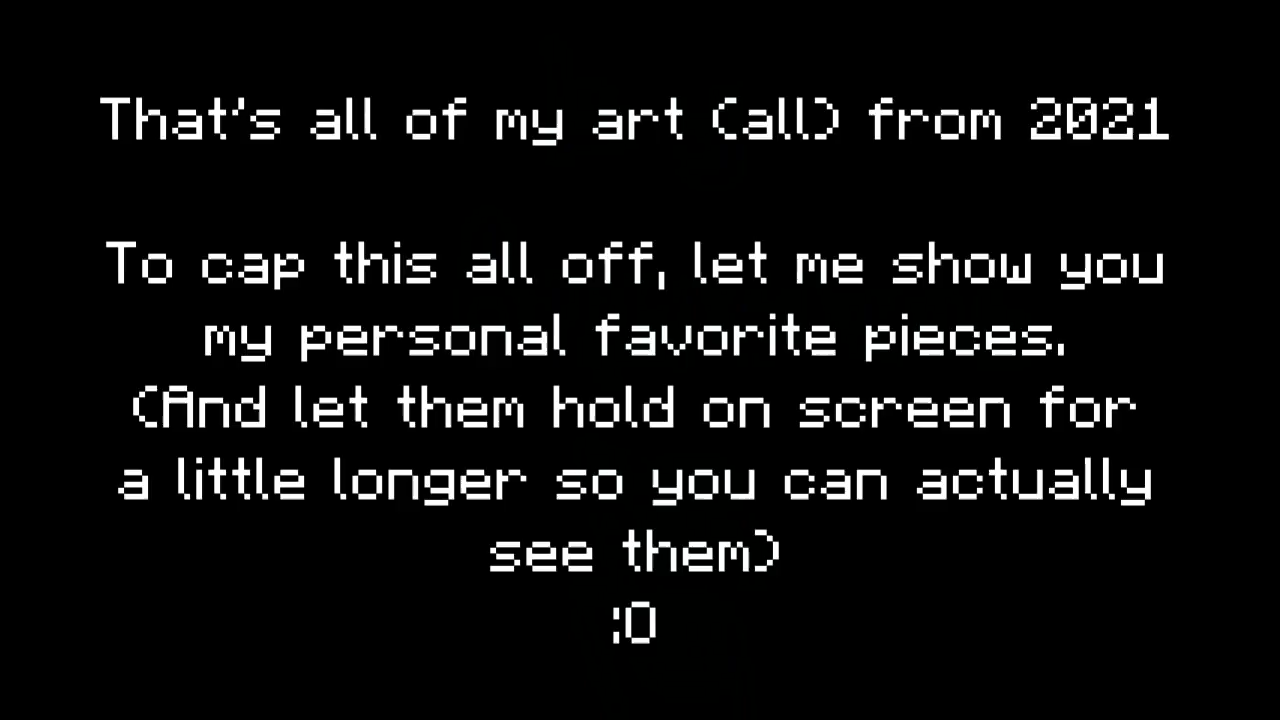 That's all of my art (all) from 2021
To cap this all off, let me show you
my personal favorite pieces.
(And let them hold on screen for
a little longer so you can actually
see them)
:O